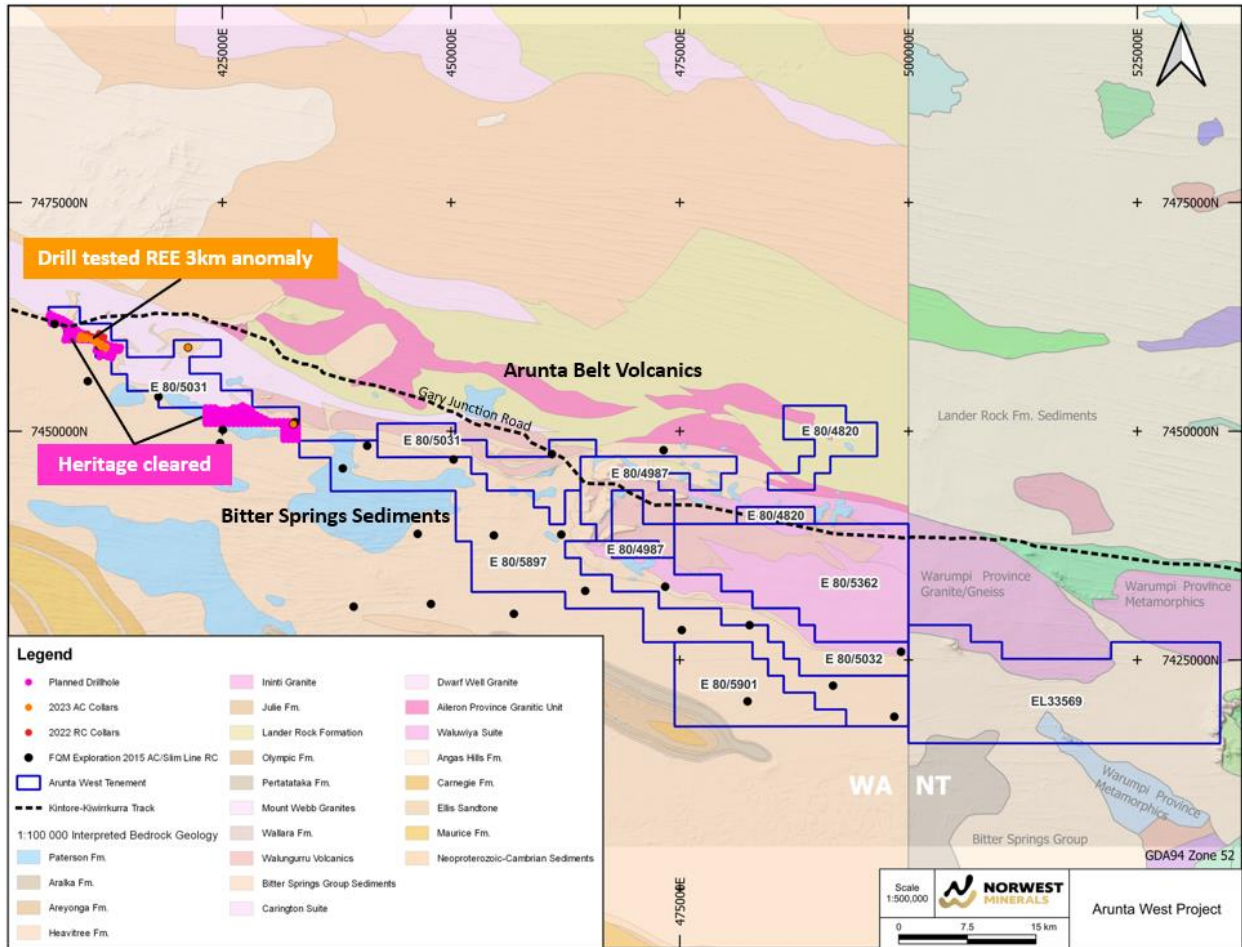 425000E
450000E
475000E
500000E
525000E
7475000N
7475000N
Drill tested REE 3km anomaly
Arunta Belt Volcanics
Gary Junction Road
Lander Rock Fm. Sediments
E 80/5031
E 80/4820
7450000N
E 80/5031
7450000N
Heritage cleared
E 80/4987
Bitter Springs Sediments
E 80/4820
E 80/4987
E 80/5897
E 80/5362
Warumpi Province
Granite/Gneiss
Warumpi Province
Metamorphics
E 80/5032
7425000N
E 80/5901
EL33569
WA NT
Warumpi Province
Metamorphics
Bitter Springs Group
GDA94 Zone 52
475000E
Legend
Planned Drillhole
2023 AC Collars
2022 RC Collars
FQM Exploration 2015 AC/Slim Line RC
Arunta West Tenement
Kintore-Kiwirrkurra Track
1:100 000 Interpreted Bedrock Geology
Paterson Fm.
Aralka Fm.
Areyonga Fm.
Heavitree Fm.
Ininti Granite
Julie Fm.
Lander Rock Formation
Olympic Fm.
Pertatataka Fm.
Mount Webb Granites
Wallara Fm.
Walungurru Volcanics
Bitter Springs Group Sediments
Carington Suite
Dwarf Well Granite
Aileron Province Granitic Unit
Waluwiya Suite
Angas Hills Fm.
Carnegie Fm.
Ellis Sandtone
Maurice Fm.
Neoproterozoic-Cambrian Sediments
Scale
1:500,000
NORWEST
MINERALS
0 7.5 15 km
Arunta West Project